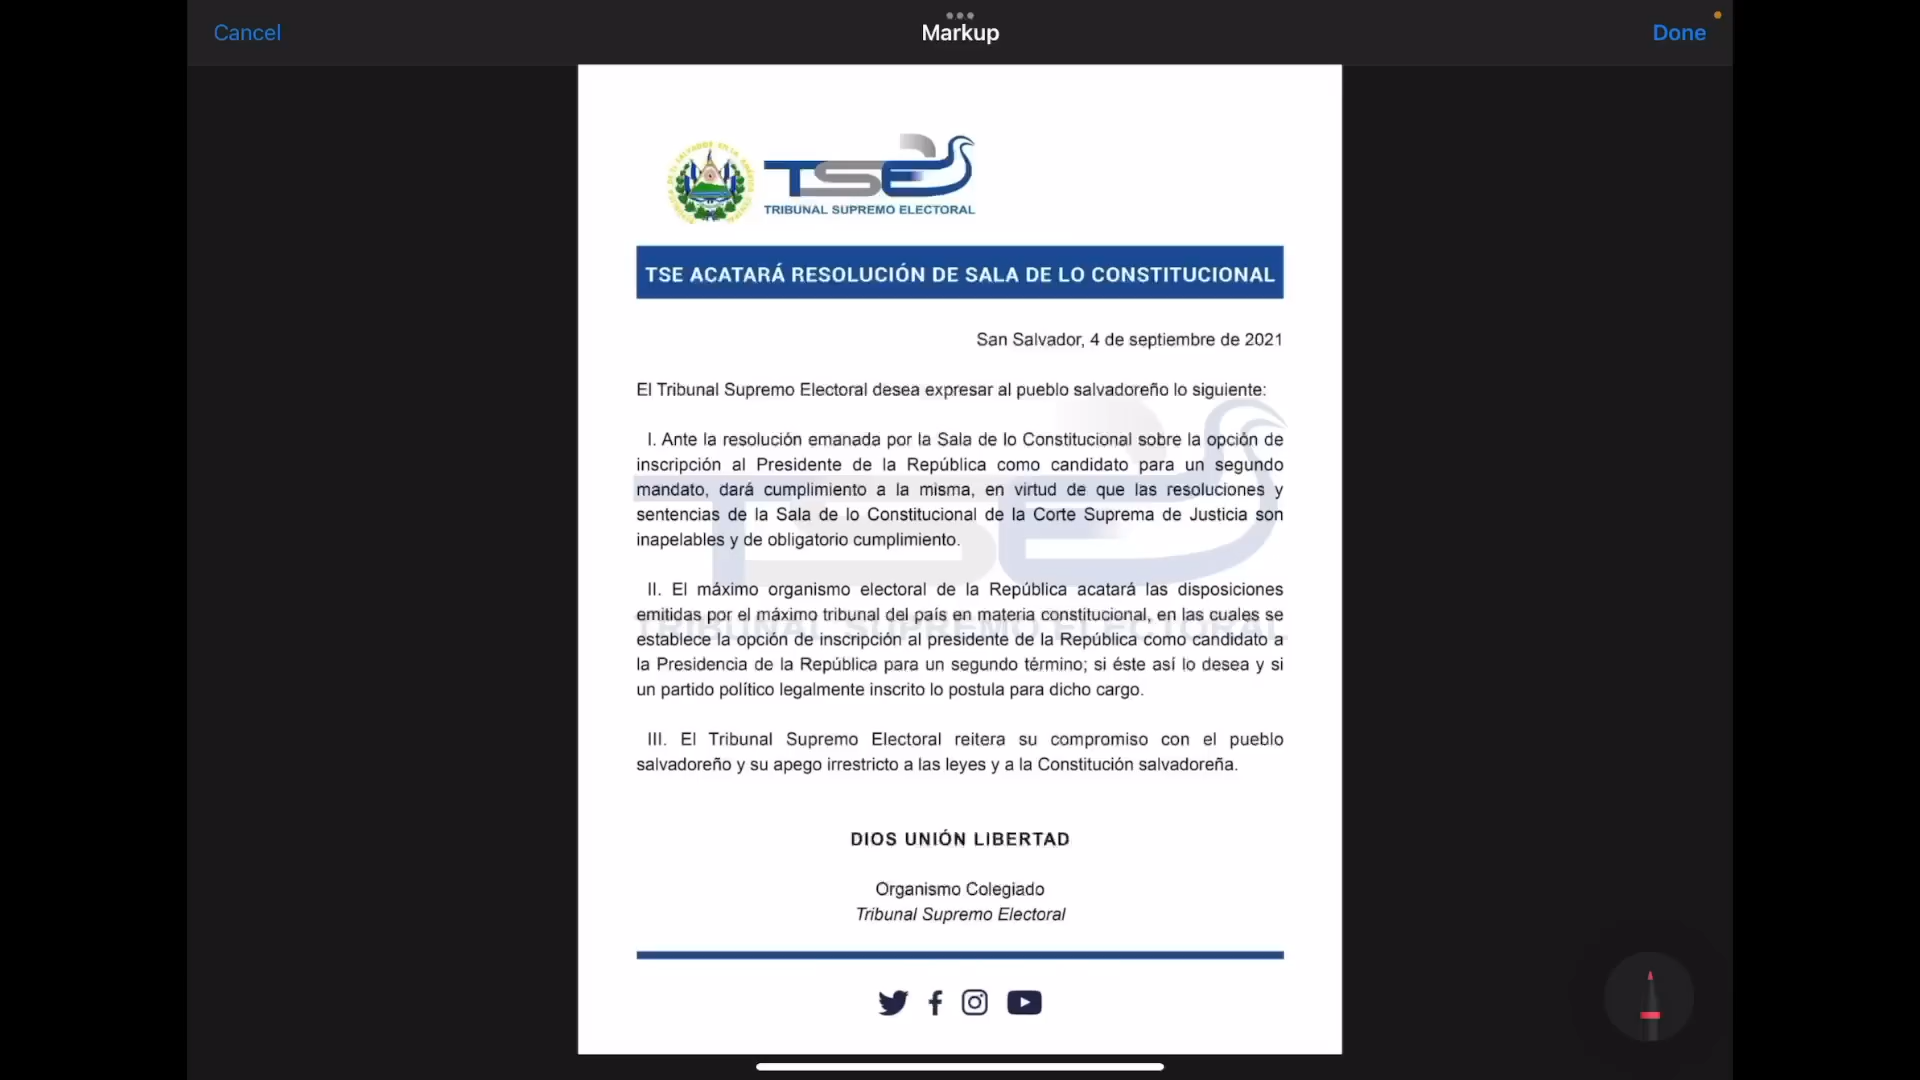 Cancel
Markup
Done
TSE
TRIBUNAL SUPREMO ELECTORAL
TSE ACATARÁ RESOLUCIÓN DE SALA DE LO CONSTITUCIONAL
San Salvador, 4 de septiembre de 2021
El Tribunal Supremo Electoral desea expresar al pueblo salvadoreño lo siguiente:
I. Ante la resolución emanada por la Sala de lo Constitucional sobre la opción de
inscripción al Presidente de la República como candidato para un segundo
mandato, dará cumplimiento a la misma, en virtud de que las resoluciones y
sentencias de la Sala de lo Constitucional de la Corte Suprema de Justicia son
inapelables y de obligatorio cumplimiento.
II. El máximo organismo electoral de la República acatará las disposiciones
emitidas por el máximo tribunal del país en materia constitucional, en las cuales se
establece la opción de inscripción al presidente de la República como candidato a
la Presidencia de la República para un segundo término; si éste así lo desea y si
un partido político legalmente inscrito lo postula para dicho cargo.
III. El Tribunal Supremo Electoral reitera su compromiso con el pueblo
salvadoreño y su apego irrestricto a las leyes y a la Constitución salvadoreña.
DIOS UNIÓN LIBERTAD
Organismo Colegiado
Tribunal Supremo Electoral